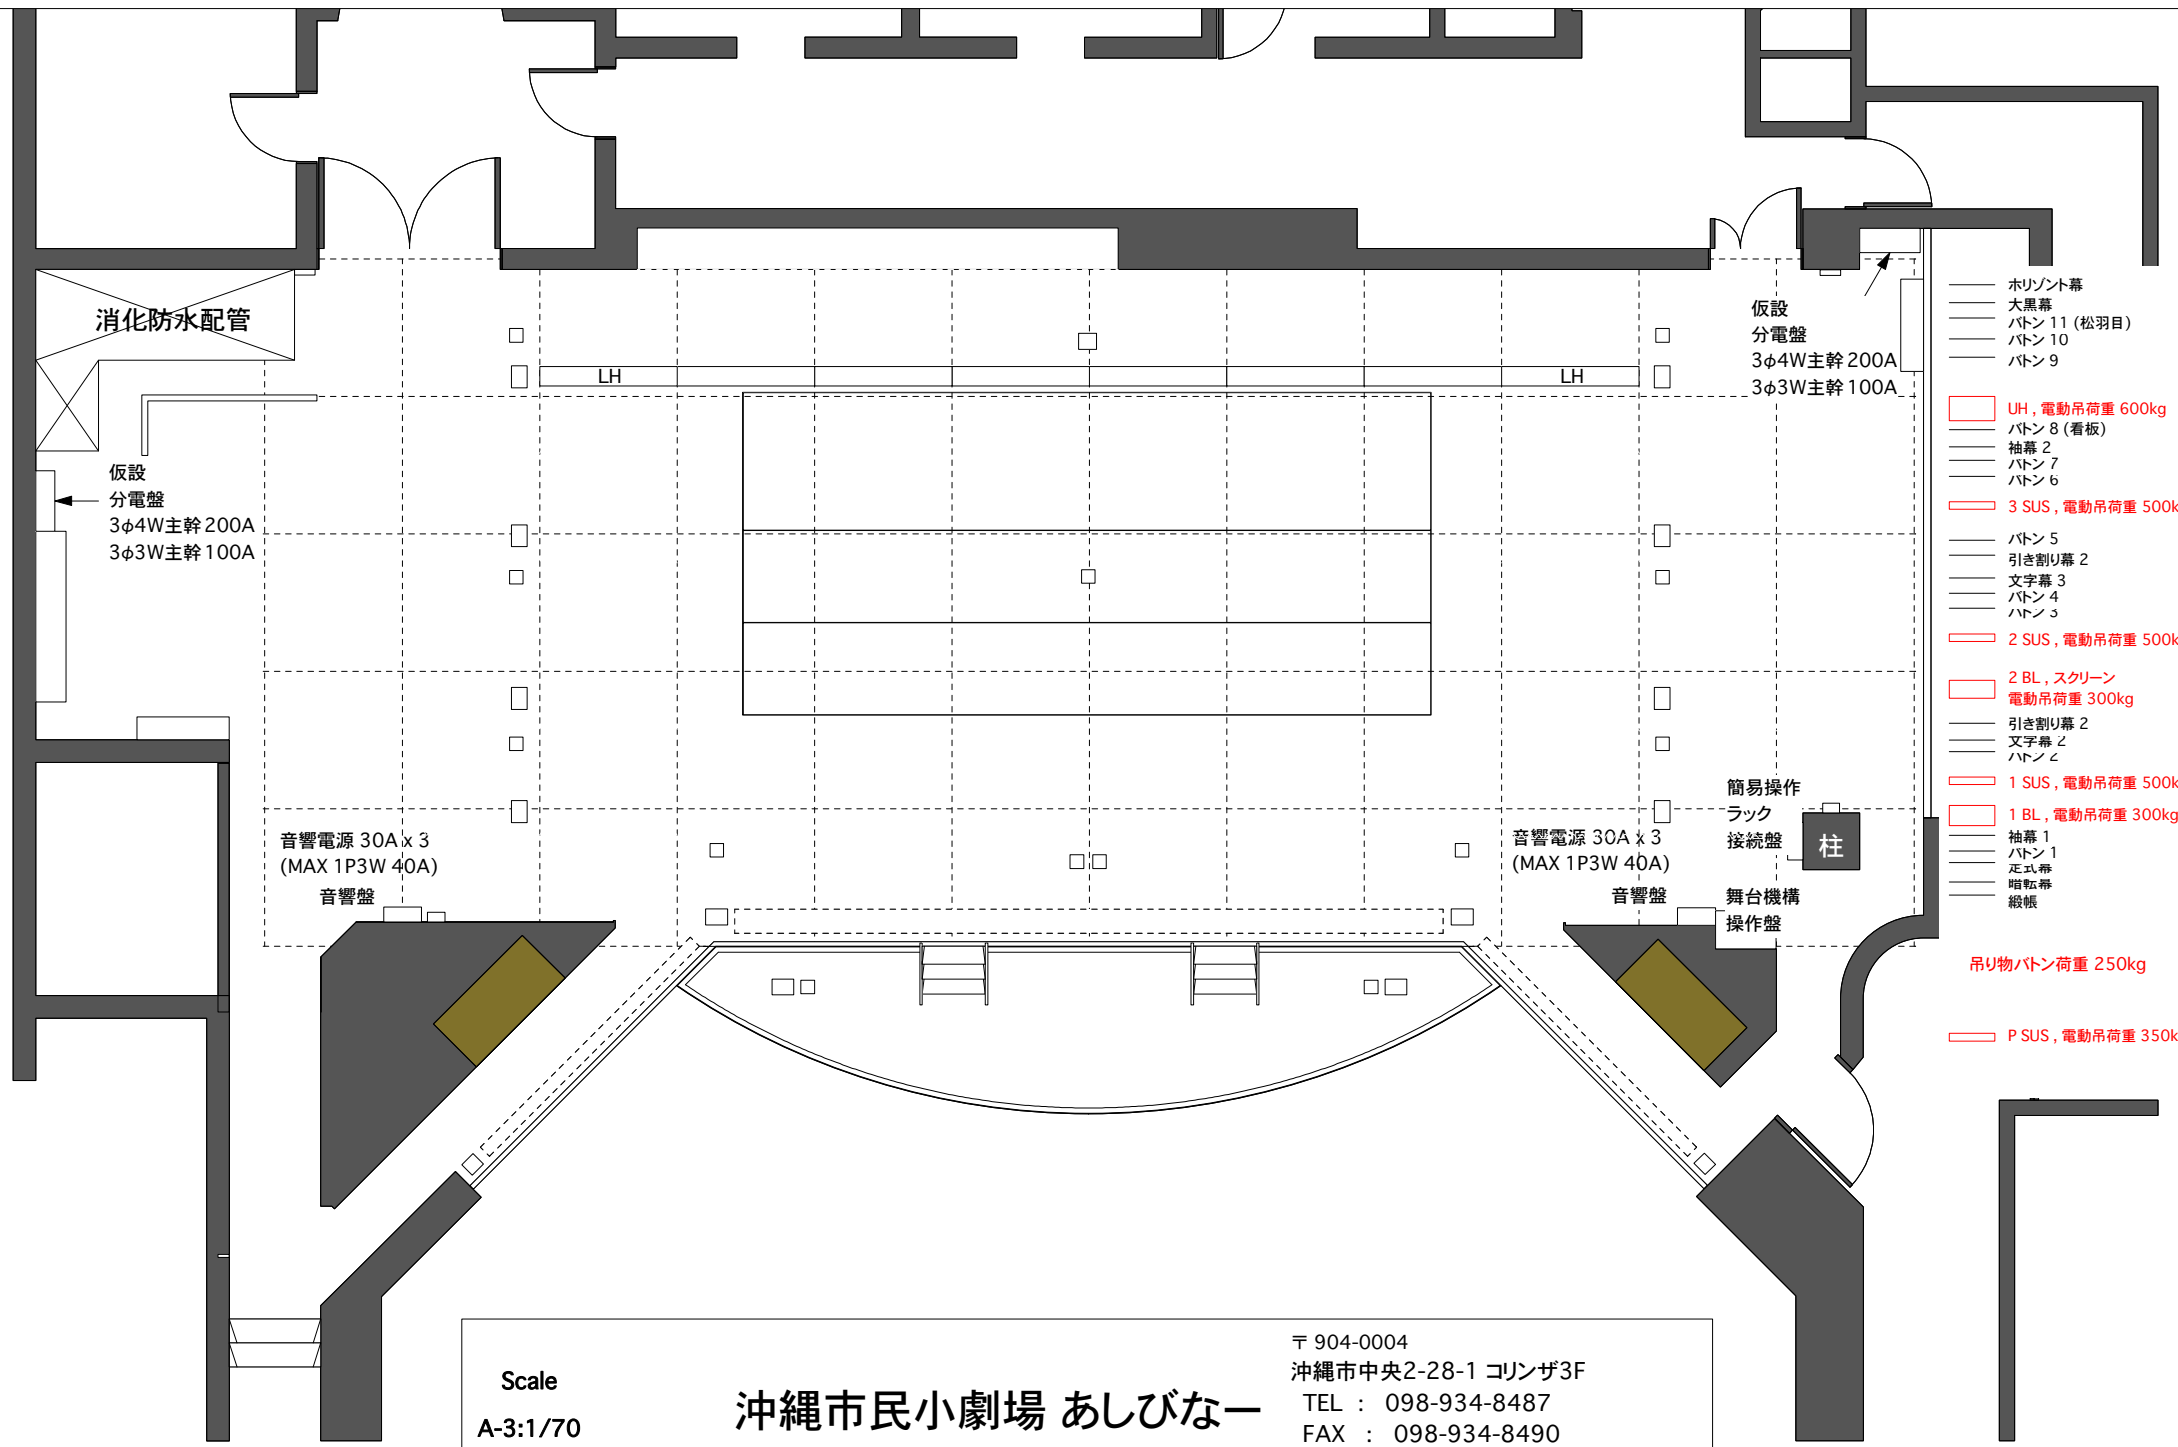 消化防水配管
仮設
分電盤
3φ4W主幹200A
3φ3W主幹100A
LH
LH
仮設
分電盤
3φ4W主幹200A
3φ3W主幹100A
ホリゾント幕
大黒幕
バトン 11 (松羽目)
バトン 10
バトン 9
UH , 電動吊荷重 600kg
バトン 8 (看板)
袖幕 2
バトン 7
バトン 6
3 SUS , 電動吊荷重 500k
バトン 5
引き割り幕 2
文字幕 3
バトン 4
バトン 3
2 SUS , 電動吊荷重 500k
2 BL , スクリーン
電動吊荷重 300kg
引き割り幕 2
文字幕 2
バトン 2
1 SUS , 電動吊荷重 500k
1 BL , 電動吊荷重 300kg
袖幕 1
バトン 1
定式幕
暗転幕
緞帳
吊り物バトン荷重 250kg
P SUS , 電動吊荷重 350k
音響電源 30A x 3
(MAX 1P3W 40A)
音響盤
音響電源 30A x 3
(MAX 1P3W 40A)
音響盤
簡易操作
ラック
接続盤
柱
舞台機構
操作盤
Scale
A-3:1/70
沖縄市民小劇場 あしびなー
〒904-0004
沖縄市中央2-28-1 コリンザ3F
TEL : 098-934-8487
FAX : 098-934-8490